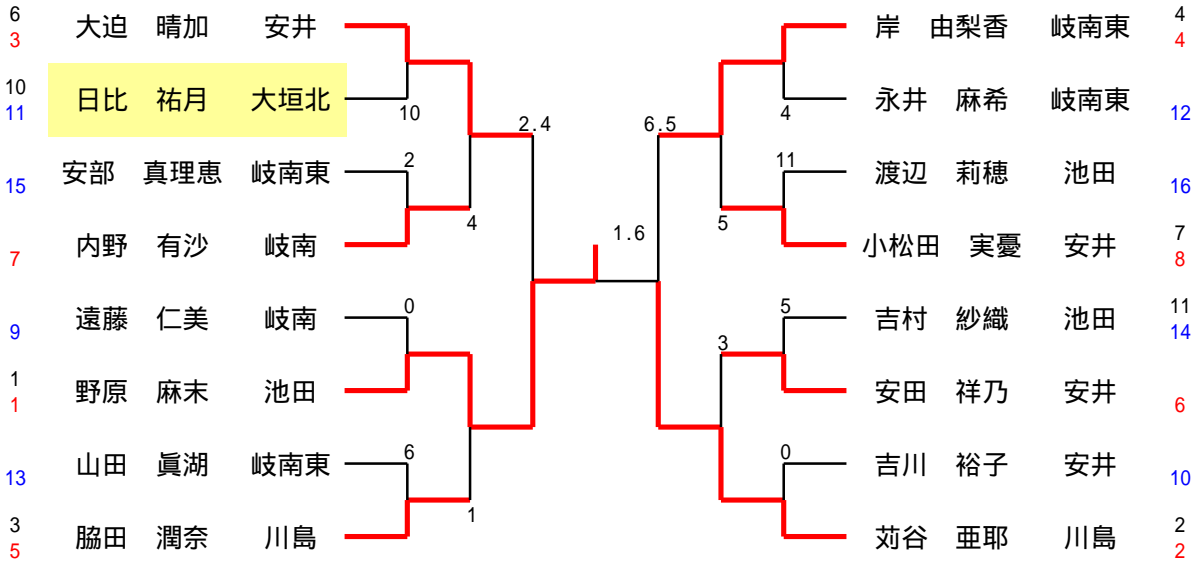 6 大迫 晴加 安井 岸 由梨香 岐南東 4
3 4
10 日比 祐月 大垣北 10 永井 麻希 岐南東 4
11 12
2.4 6.5
安部 真理恵 岐南東 2 11 渡辺 莉穂 池田
15 16
4 5
1.6
内野 有沙 岐南 小松田 実憂 安井 7
7 8
遠藤 仁美 岐南 0 5 吉村 紗織 池田 11
9 14
3
1 野原 麻末 池田 安田 祥乃 安井
1 6
山田 眞湖 岐南東 6 0 吉川 裕子 安井
13 10
1
3 脇田 潤奈 川島 苅谷 亜耶 川島 2
5 2